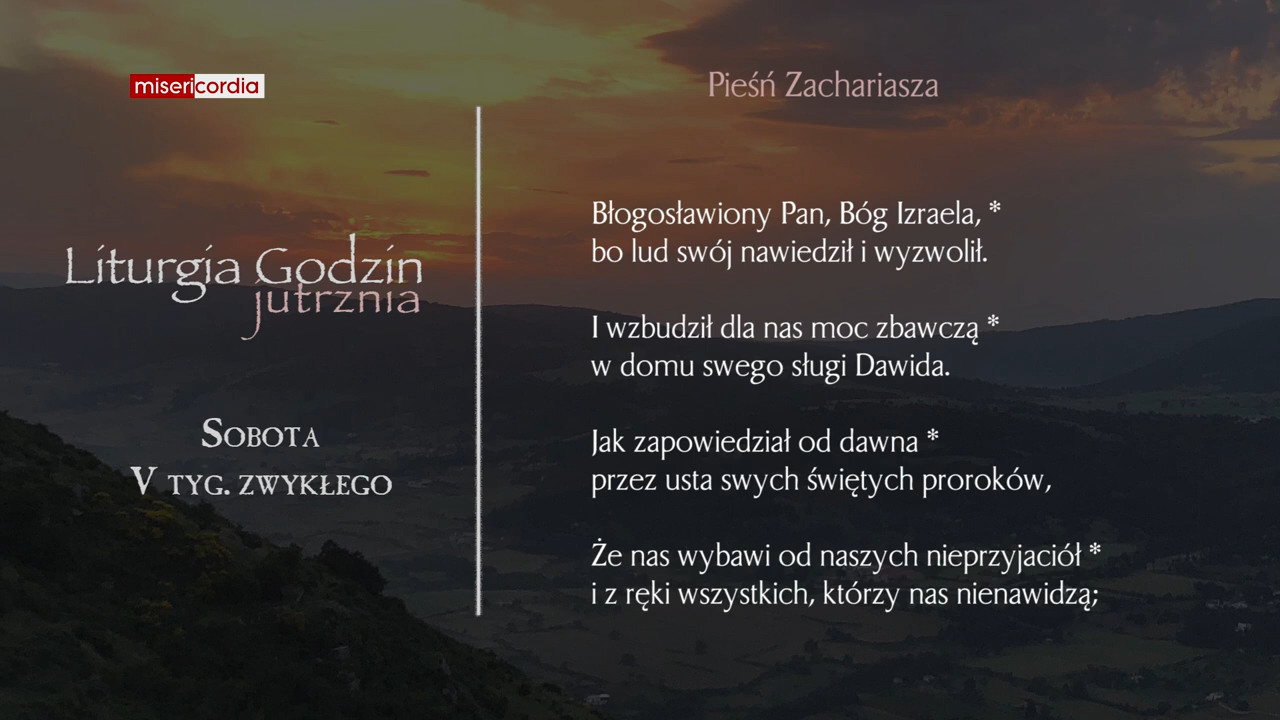 misericordia
Liturgia Godzin
jutrznia
Sobota
V tyg. zwykłego
Pieśń Zachariasza
Błogosławiony Pan, Bóg Izraela, *
bo lud swój nawiedził i wyzwolił.
I wzbudził dla nas moc zbawczą *
w domu swego sługi Dawida.
Jak zapowiedział od dawna *
przez usta swych świętych proroków,
Że nas wybawi od naszych nieprzyjaciół *
i z ręki wszystkich, którzy nas nienawidzą;